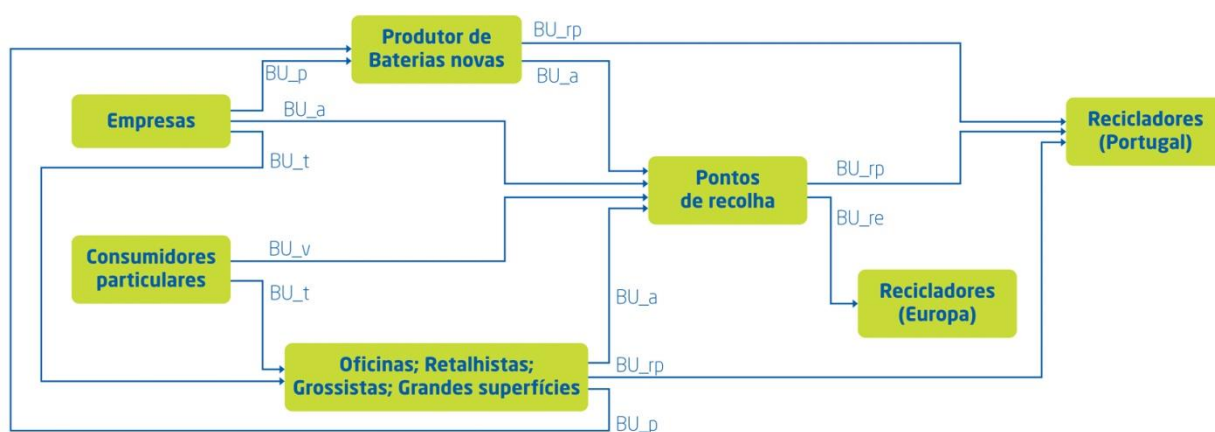 BU_rp
Produtor de
Baterias novas
BU_p
BU_a
BU_a
Empresas
Recicladores
(Portugal)
BU_t
BU_rp
Pontos
de recolha
BU_re
BU_v
Consumidores
particulares
BU_t
BU_a
Recicladores
(Europa)
Oficinas; Retalhistas;
Grossistas; Grandes superfícies
BU_rp
BU_p